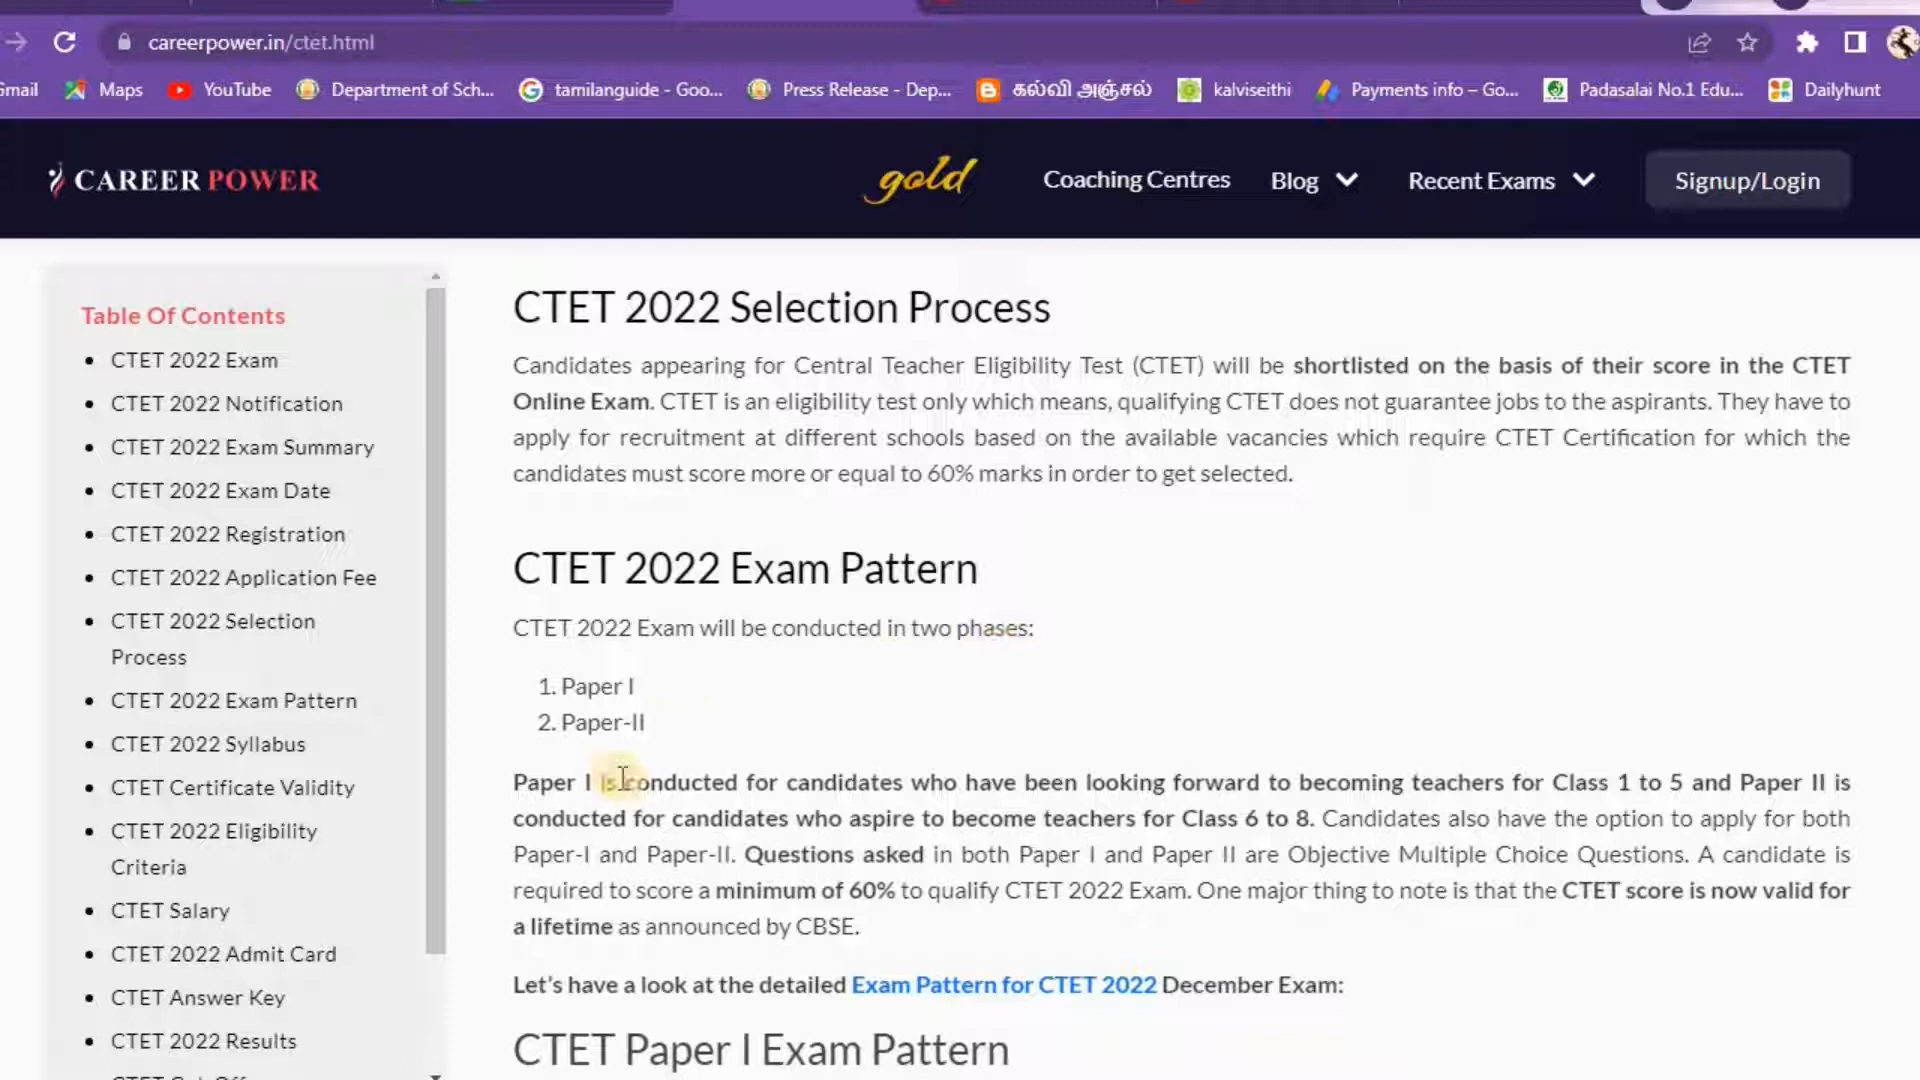 careerpower.in/ctet.html
Maps
YouTube
Department of Sch...
tamilanguide - Goo...
Press Release - Dep...
கல்வி அஞ்சல்
kalviseithi
Payments info – Go...
Padasalai No.1 Edu...
Dailyhunt
CAREER POWER
gold
Coaching Centres
Blog
Recent Exams
Signup/Login
Table Of Contents
• CTET 2022 Exam
• CTET 2022 Notification
• CTET 2022 Exam Summary
• CTET 2022 Exam Date
• CTET 2022 Registration
• CTET 2022 Application Fee
• CTET 2022 Selection
Process
• CTET 2022 Exam Pattern
• CTET 2022 Syllabus
• CTET Certificate Validity
• CTET 2022 Eligibility
Criteria
• CTET Salary
• CTET 2022 Admit Card
• CTET Answer Key
• CTET 2022 Results
CTET 2022 Selection Process
Candidates appearing for Central Teacher Eligibility Test (CTET) will be shortlisted on the basis of their score in the CTET
Online Exam. CTET is an eligibility test only which means, qualifying CTET does not guarantee jobs to the aspirants. They have to
apply for recruitment at different schools based on the available vacancies which require CTET Certification for which the
candidates must score more or equal to 60% marks in order to get selected.
CTET 2022 Exam Pattern
CTET 2022 Exam will be conducted in two phases:
1. Paper I
2. Paper-II
Paper I is conducted for candidates who have been looking forward to becoming teachers for Class 1 to 5 and Paper II is
conducted for candidates who aspire to become teachers for Class 6 to 8. Candidates also have the option to apply for both
Paper-I and Paper-II. Questions asked in both Paper I and Paper II are Objective Multiple Choice Questions. A candidate is
required to score a minimum of 60% to qualify CTET 2022 Exam. One major thing to note is that the CTET score is now valid for
a lifetime as announced by CBSE.
Let's have a look at the detailed Exam Pattern for CTET 2022 December Exam:
CTET Paper I Exam Pattern